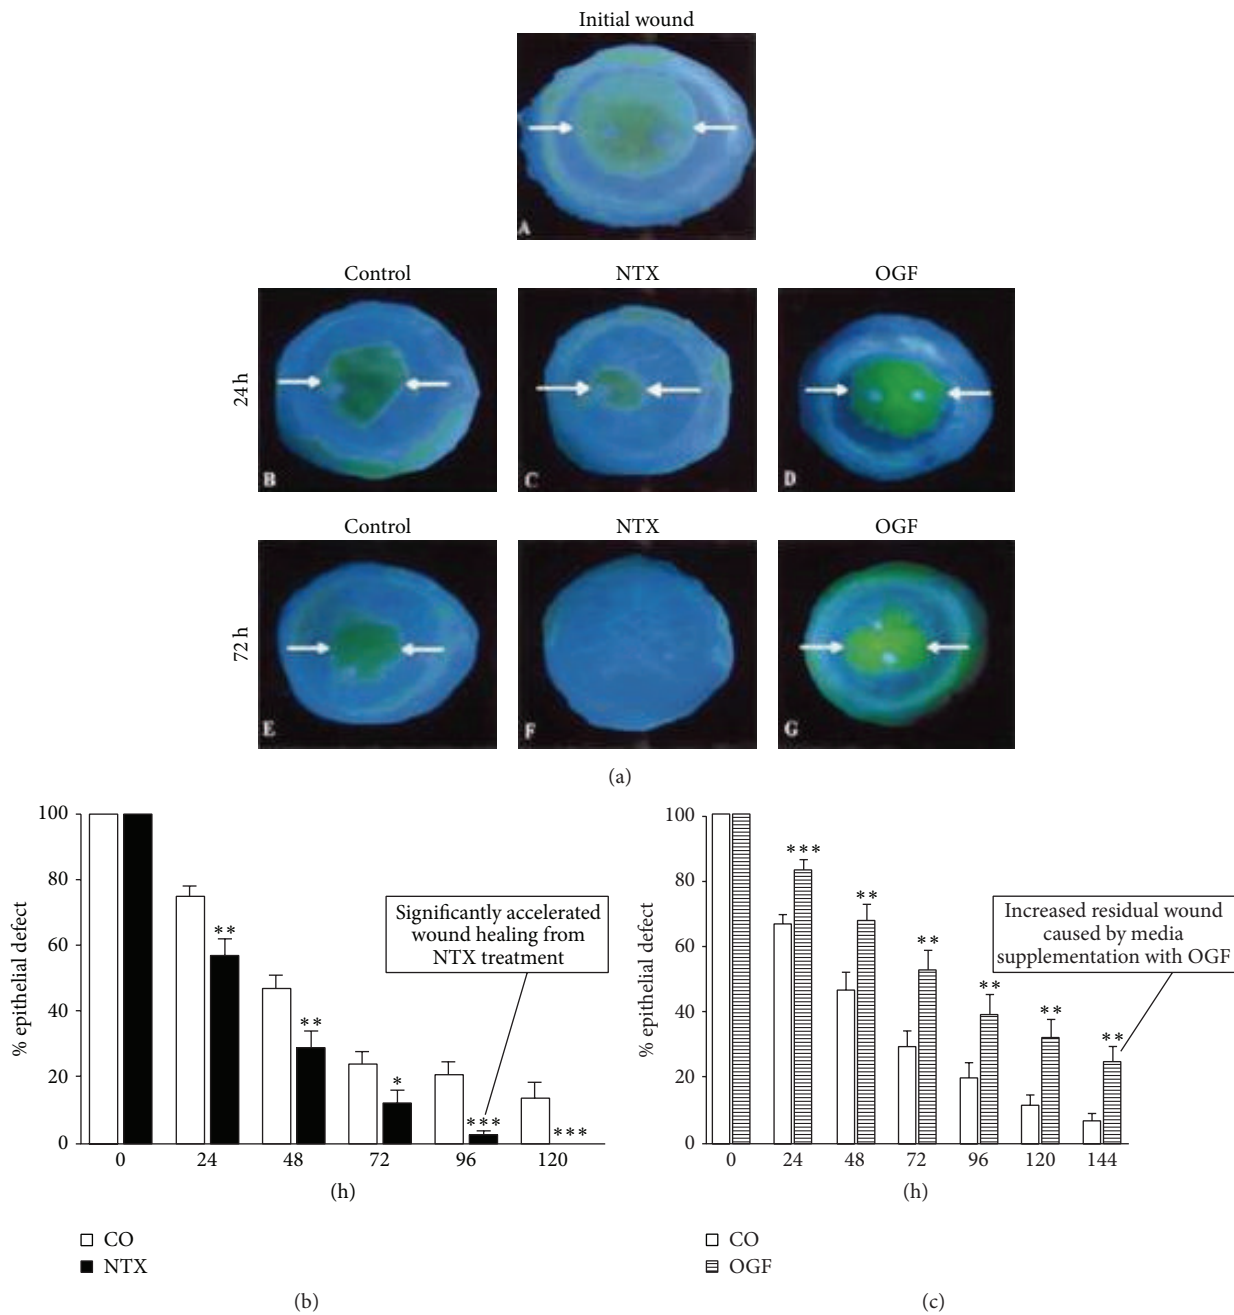 Initial wound
A
Control NTX OGF
24 h
B C D
Control NTX OGF
72 h
E F G
(a)
% epithelial defect
100
80
60
40
20
0
**
**
*
***
***
Significantly accelerated
wound healing from
NTX treatment
0 24 48 72 96 120
(h)
CO
NTX
(b)
% epithelial defect
100
80
60
40
20
0
***
**
**
**
**
**
Increased residual wound
caused by media
supplementation with OGF
0 24 48 72 96 120 144
(h)
CO
OGF
(c)